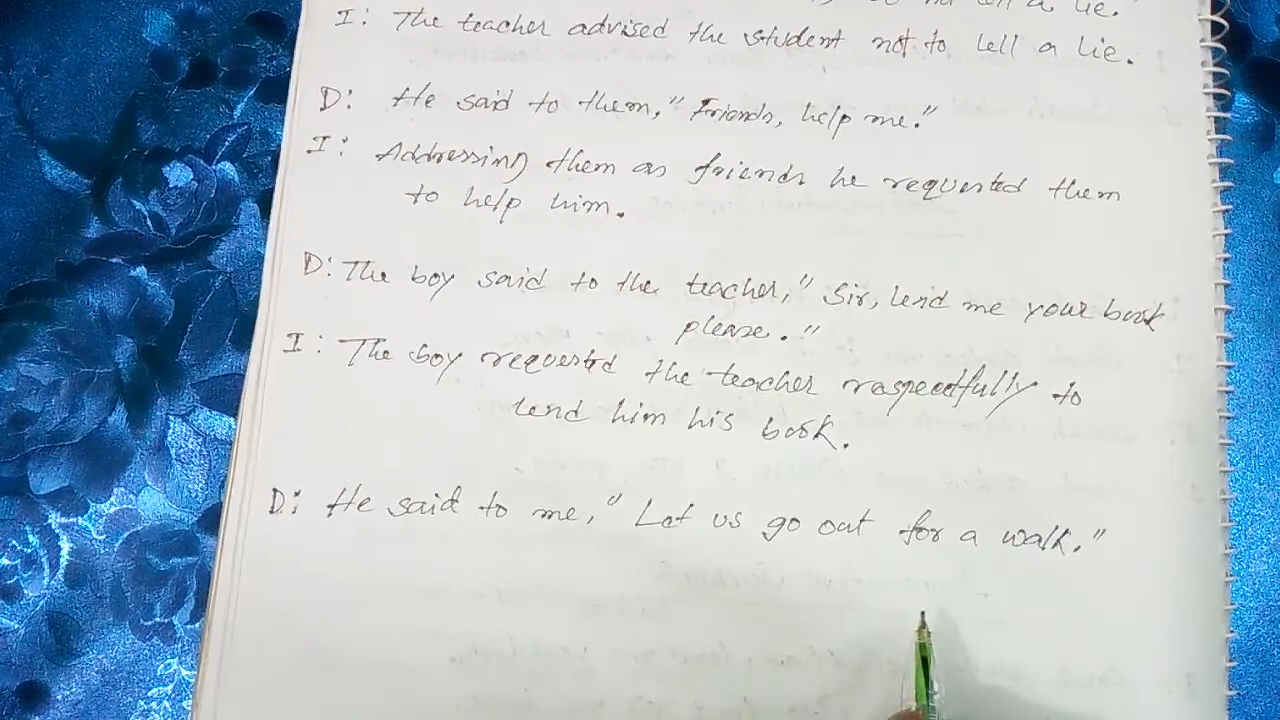 a lie."
I: The teacher advised the student not to tell a lie.
D: He said to them," Friends, help me."
I: Addressing them as friends he requested them
to help him.
D: The boy said to the teacher," Sir, lend me your book
please."
I: The boy requested the teacher raspectfully to
lend him his book.
D: He said to me," Let us go out for a walk."